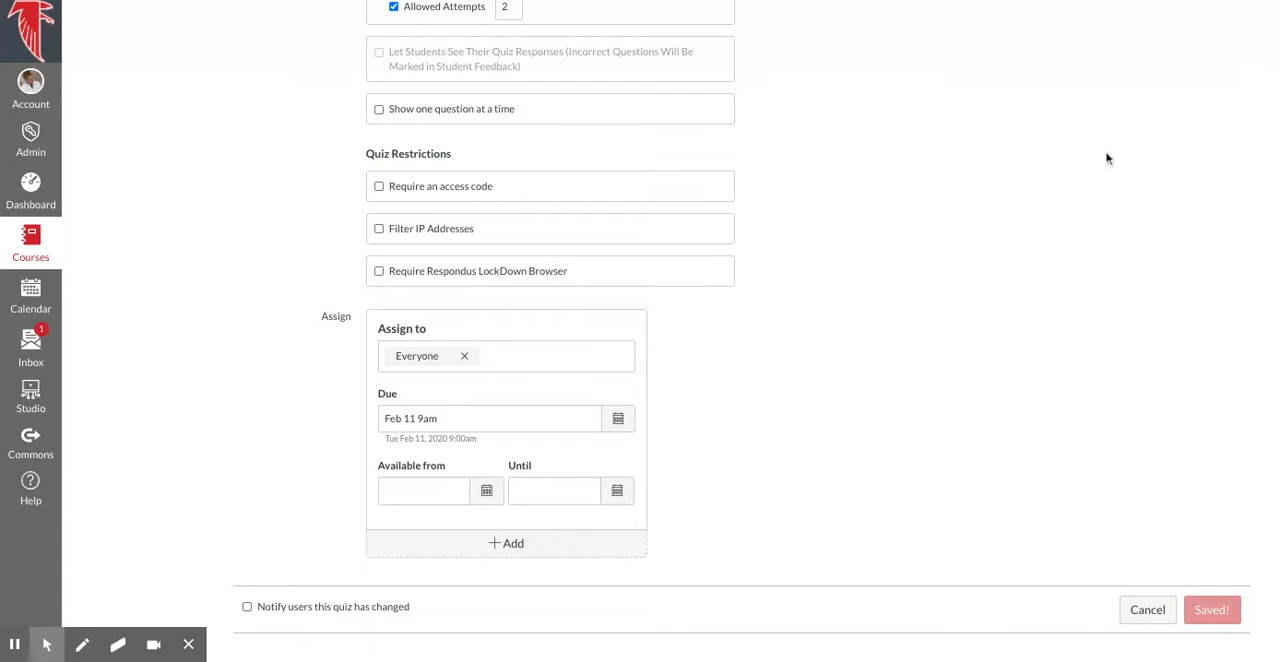 Allowed Attempts 2
Let Students See Their Quiz Responses (Incorrect Questions Will Be
Marked in Student Feedback)
Show one question at a time
Quiz Restrictions
Require an access code
Filter IP Addresses
Require Respondus LockDown Browser
Assign
Assign to
Everyone
Due
Feb 11 9am
Tue Feb 11, 2020 9:00am
Available from
Until
Add
Notify users this quiz has changed
Cancel
Saved!
Account
Admin
Dashboard
Courses
Calendar
1
Inbox
Studio
Commons
Help